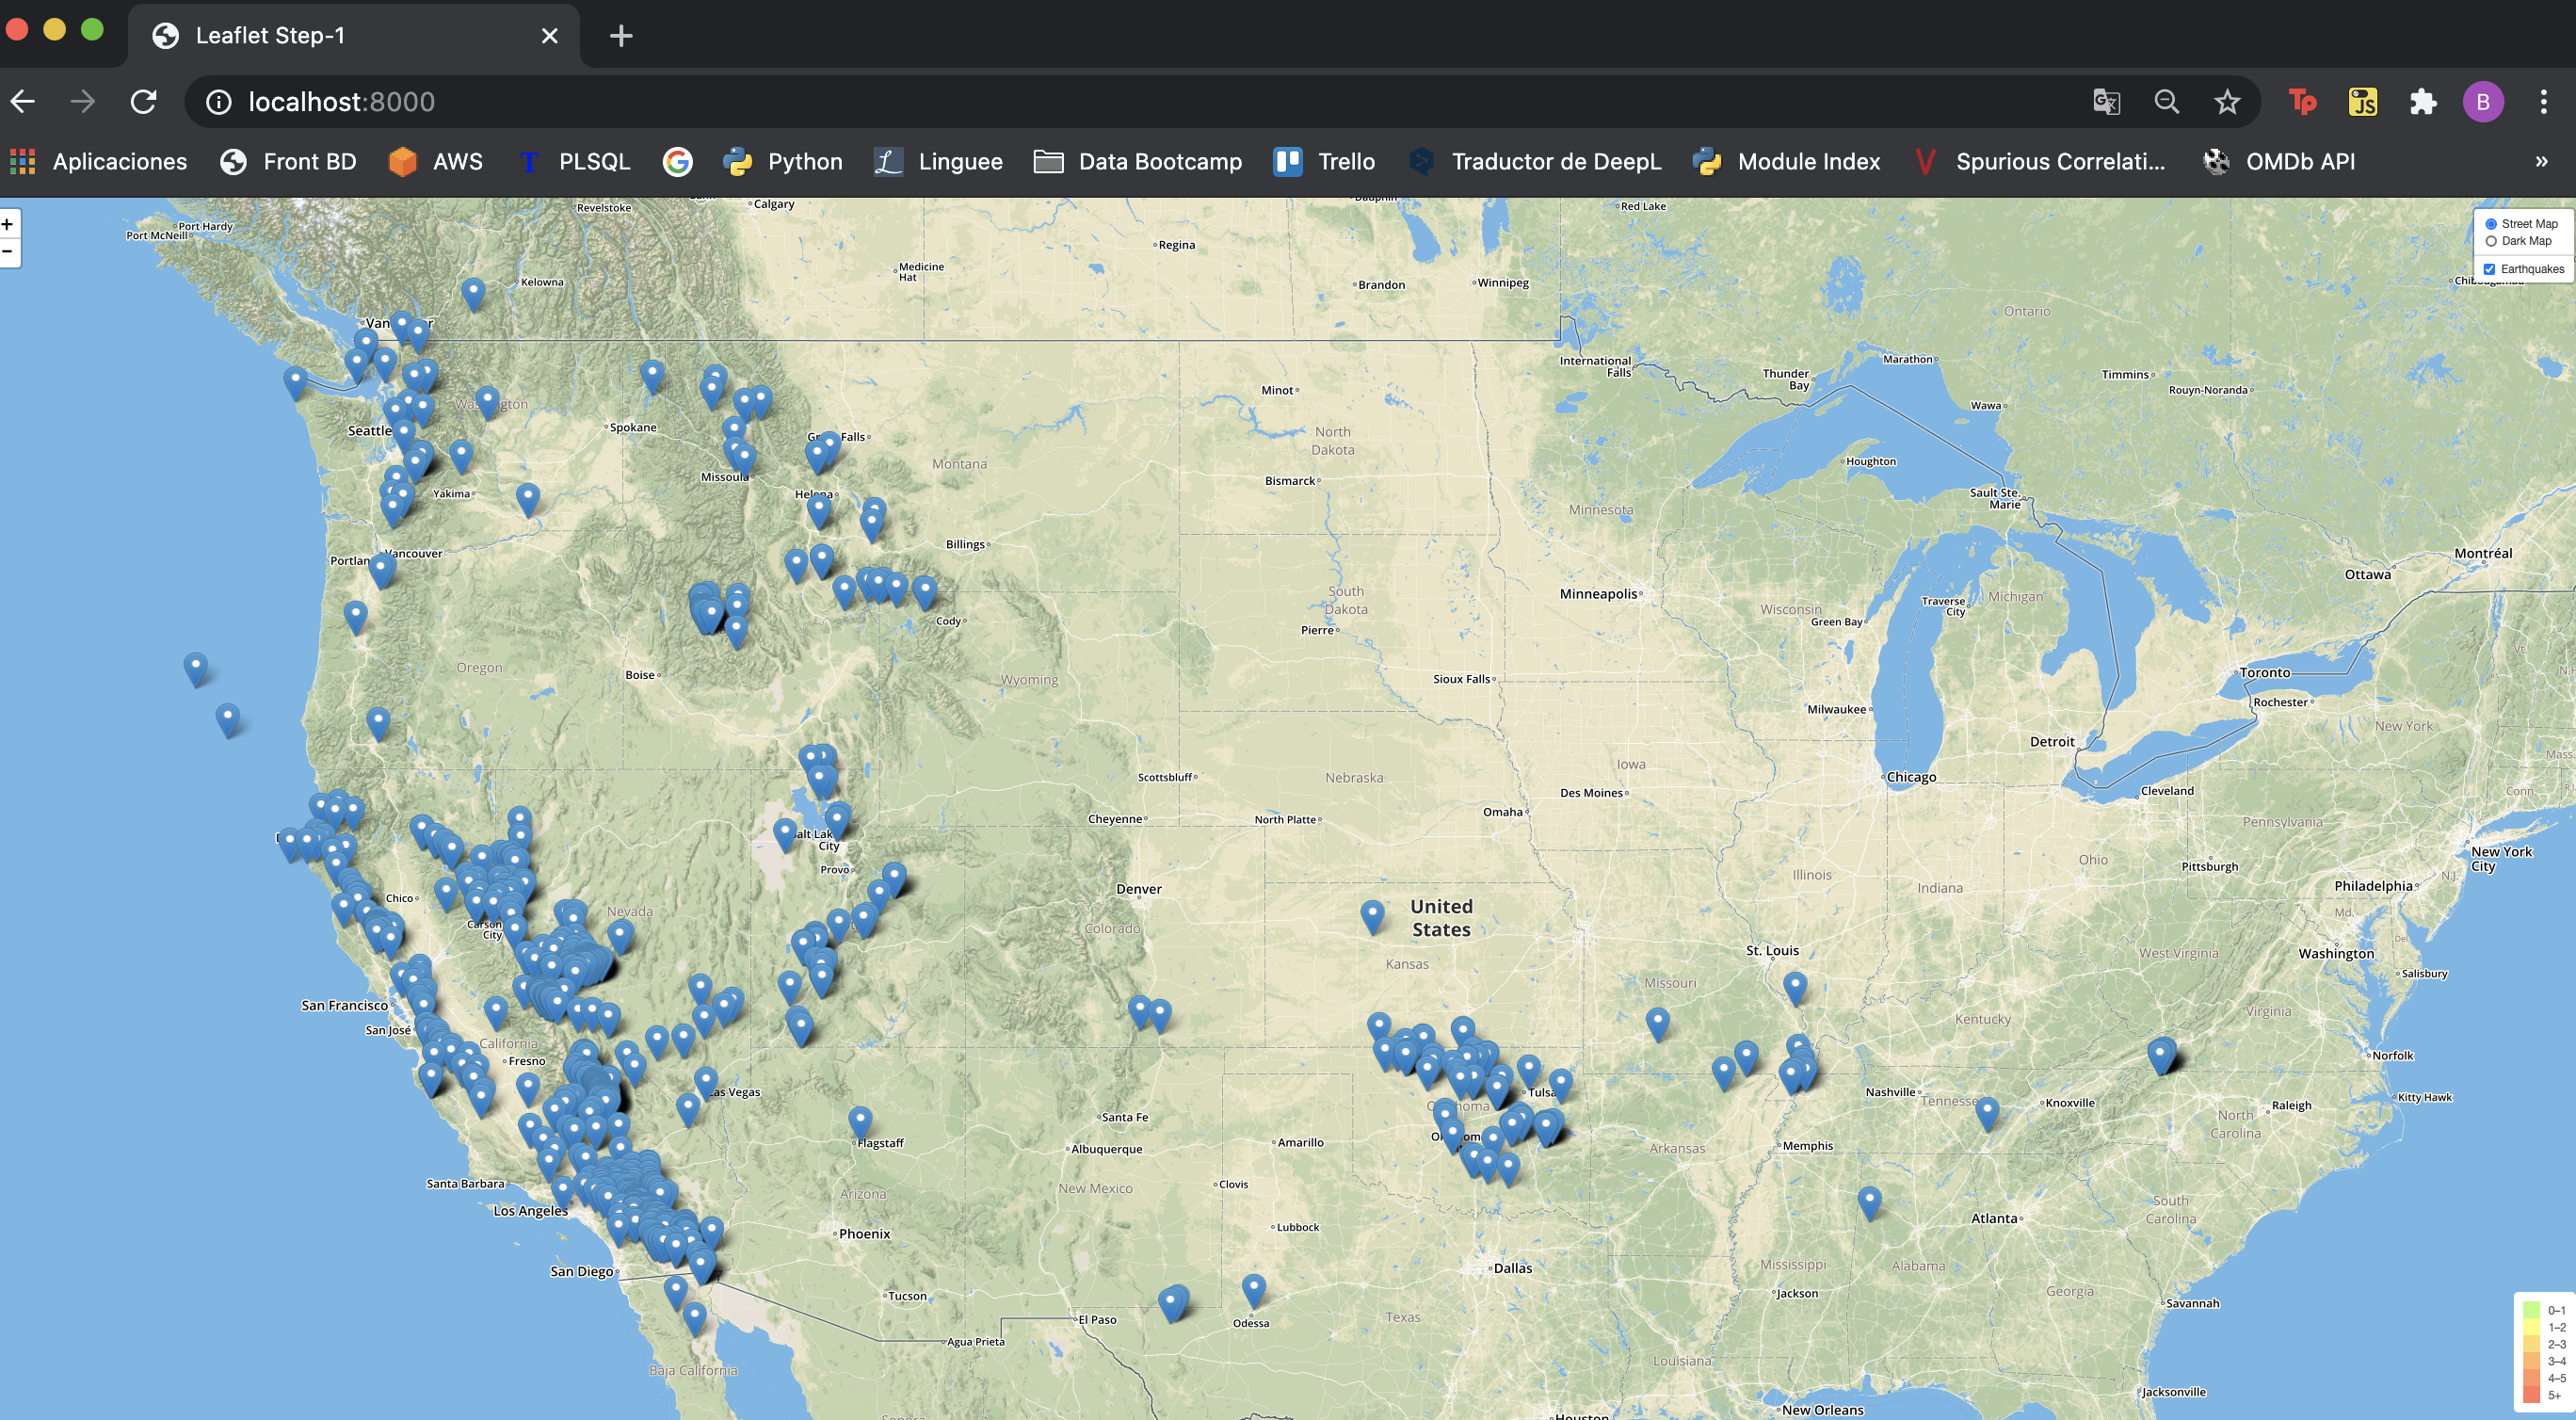 Leaflet Step-1
localhost:8000
Aplicaciones Front BD AWS PLSQL Python Linguee Data Bootcamp Trello Traductor de DeepL Module Index Spurious Correlati... OMDb API »
B
JS
Tp
+
−
Street Map
Dark Map
Earthquakes
Port Hardy
Port McNeill
Revelstoke
Calgary
Red Lake
Regina
Medicine
Hat
Kelowna
Brandon
Winnipeg
Ontario
International
Falls
Thunder
Bay
Marathon
Timmins
Rouyn-Noranda
Wawa
Minot
Seattle
Spokane
North
Dakota
Montana
Houghton
Missoula
Bismarck
Yakima
Helena
Sault Ste.
Marie
Minnesota
Vancouver
Billings
Montréal
Ottawa
South
Dakota
Minneapolis
Wisconsin
Traverse
City
Michigan
Cody
Pierre
Green Bay
Oregon
Boise
Wyoming
Sioux Falls
Toronto
Rochester
Milwaukee
New York
Detroit
Iowa
Scottsbluff
Nebraska
Chicago
Des Moines
Cleveland
Conn.
Cheyenne
North Platte
Omaha
Pennsylvania
City
Provo
Ohio
New York
City
Pittsburgh
Denver
Illinois
Indiana
Philadelphia
N.J.
Chico
Nevada
United
States
Md.
Del
Carson
City
Colorado
St. Louis
West Virginia
Washington
Kansas
Salisbury
Missouri
San Francisco
San José
California
Fresno
Kentucky
Virginia
Norfolk
Las Vegas
Tulsa
Nashville
Knoxville
Kitty Hawk
Santa Fe
Raleigh
North
Carolina
Flagstaff
Albuquerque
Amarillo
Arkansas
Memphis
Santa Barbara
Arizona
New Mexico
Clovis
Los Angeles
South
Carolina
Phoenix
Lubbock
Atlanta
San Diego
Dallas
Mississippi
Alabama
Tucson
Jackson
Georgia
El Paso
Odessa
Texas
Savannah
Agua Prieta
Baja California
Louisiana
Jacksonville
New Orleans
Houston
0–1
1–2
2–3
3–4
4–5
5+